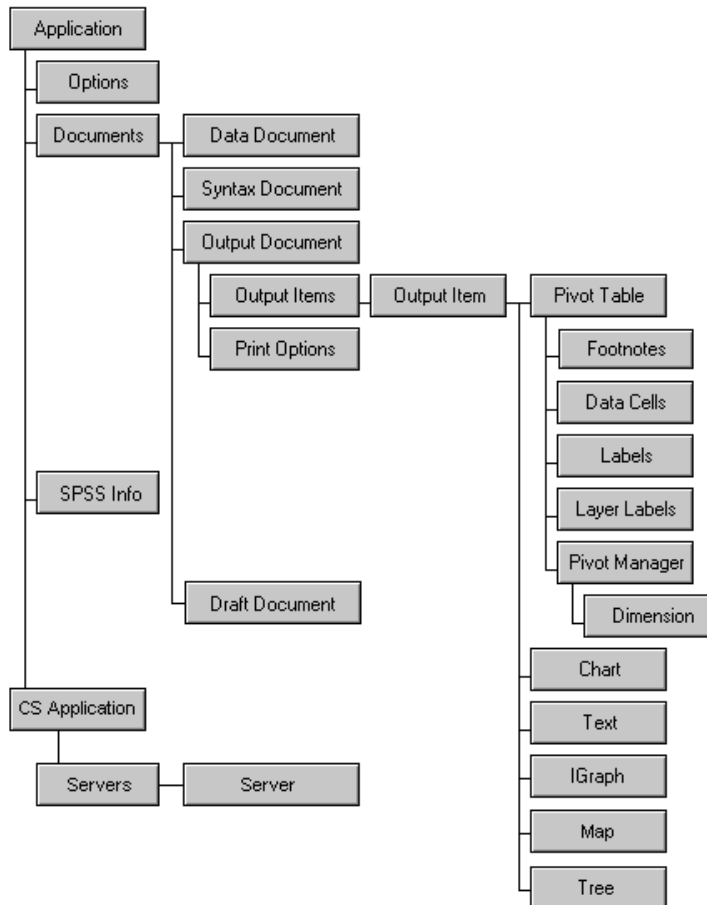 Application
Options
Documents
Data Document
Syntax Document
Output Document
Output Items
Output Item
Pivot Table
Print Options
Footnotes
Data Cells
Labels
SPSS Info
Layer Labels
Pivot Manager
Draft Document
Dimension
Chart
CS Application
Text
Servers
Server
IGraph
Map
Tree